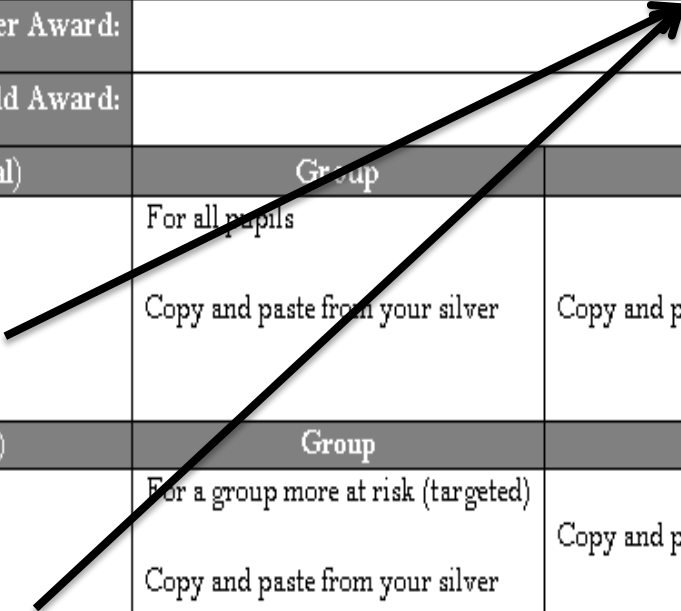 er Award:
ld Award:
al) Group
For all pupils
Copy and paste from your silver Copy and p
) Group
For a group more at risk (targeted)
Copy and p
Copy and paste from your silver